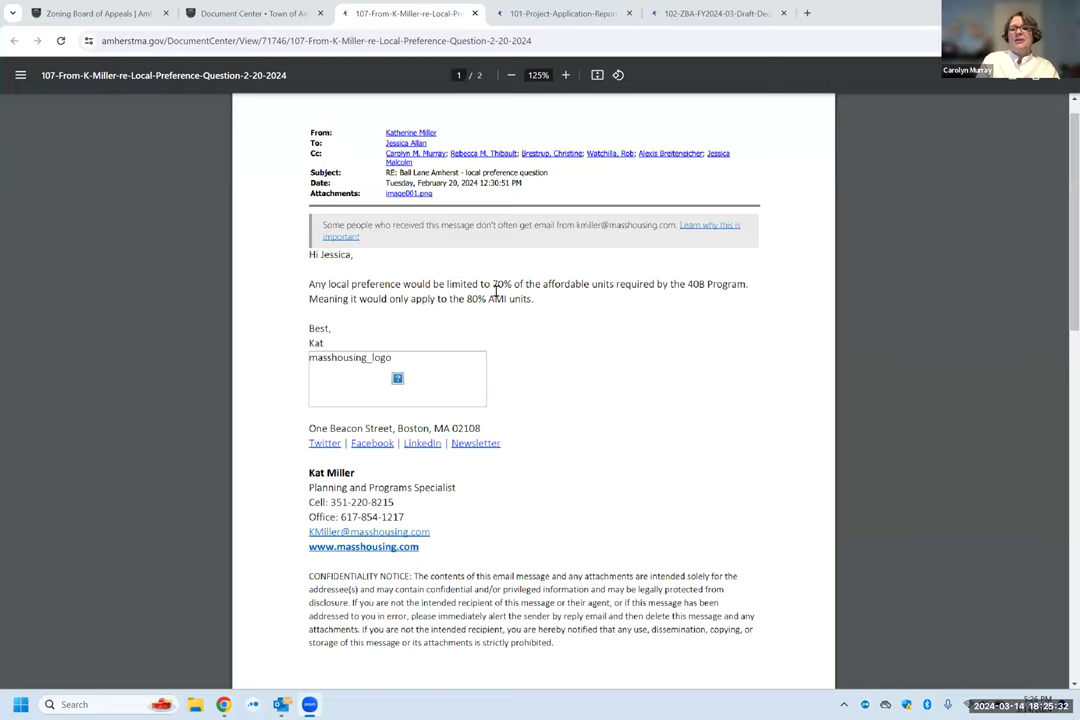 Zoning Board of Appeals | Am
Document Center • Town of Am
107-From-K-Miller-re-Local-Pre
101-Project-Application-Repor
102-ZBA-FY2024-03-Draft-Dec
amherstma.gov/DocumentCenter/View/71746/107-From-K-Miller-re-Local-Preference-Question-2-20-2024
Carolyn Murray
107-From-K-Miller-re-Local-Preference-Question-2-20-2024
1 / 2
125%
From: Katherine Miller
To: Jessica Allan
Cc: Carolyn M. Murray; Rebecca M. Thibault; Brestrup, Christine; Watchilla, Rob; Alexis Breiteneicher; Jessica
Malcolm
Subject: RE: Ball Lane Amherst - local preference question
Date: Tuesday, February 20, 2024 12:30:51 PM
Attachments: image001.png
Some people who received this message don't often get email from kmiller@masshousing.com. Learn why this is
important
Hi Jessica,
Any local preference would be limited to 70% of the affordable units required by the 40B Program.
Meaning it would only apply to the 80% AMI units.
Best,
Kat
masshousing_logo
?
One Beacon Street, Boston, MA 02108
Twitter | Facebook | LinkedIn | Newsletter
Kat Miller
Planning and Programs Specialist
Cell: 351-220-8215
Office: 617-854-1217
KMiller@masshousing.com
www.masshousing.com
CONFIDENTIALITY NOTICE: The contents of this email message and any attachments are intended solely for the
addressee(s) and may contain confidential and/or privileged information and may be legally protected from
disclosure. If you are not the intended recipient of this message or their agent, or if this message has been
addressed to you in error, please immediately alert the sender by reply email and then delete this message and any
attachments. If you are not the intended recipient, you are hereby notified that any use, dissemination, copying, or
storage of this message or its attachments is strictly prohibited.
Search
zoom
5:26 PM
2024-03-14 18:25:32